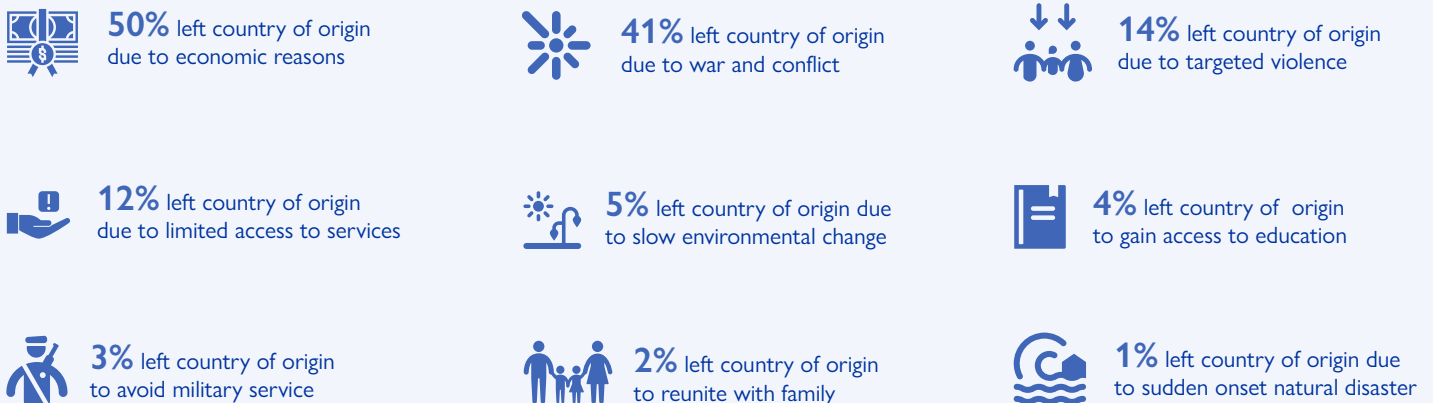 50% left country of origin
due to economic reasons
41% left country of origin
due to war and conflict
14% left country of origin
due to targeted violence
12% left country of origin
due to limited access to services
5% left country of origin due
to slow environmental change
4% left country of origin
to gain access to education
3% left country of origin
to avoid military service
2% left country of origin
to reunite with family
1% left country of origin due
to sudden onset natural disaster